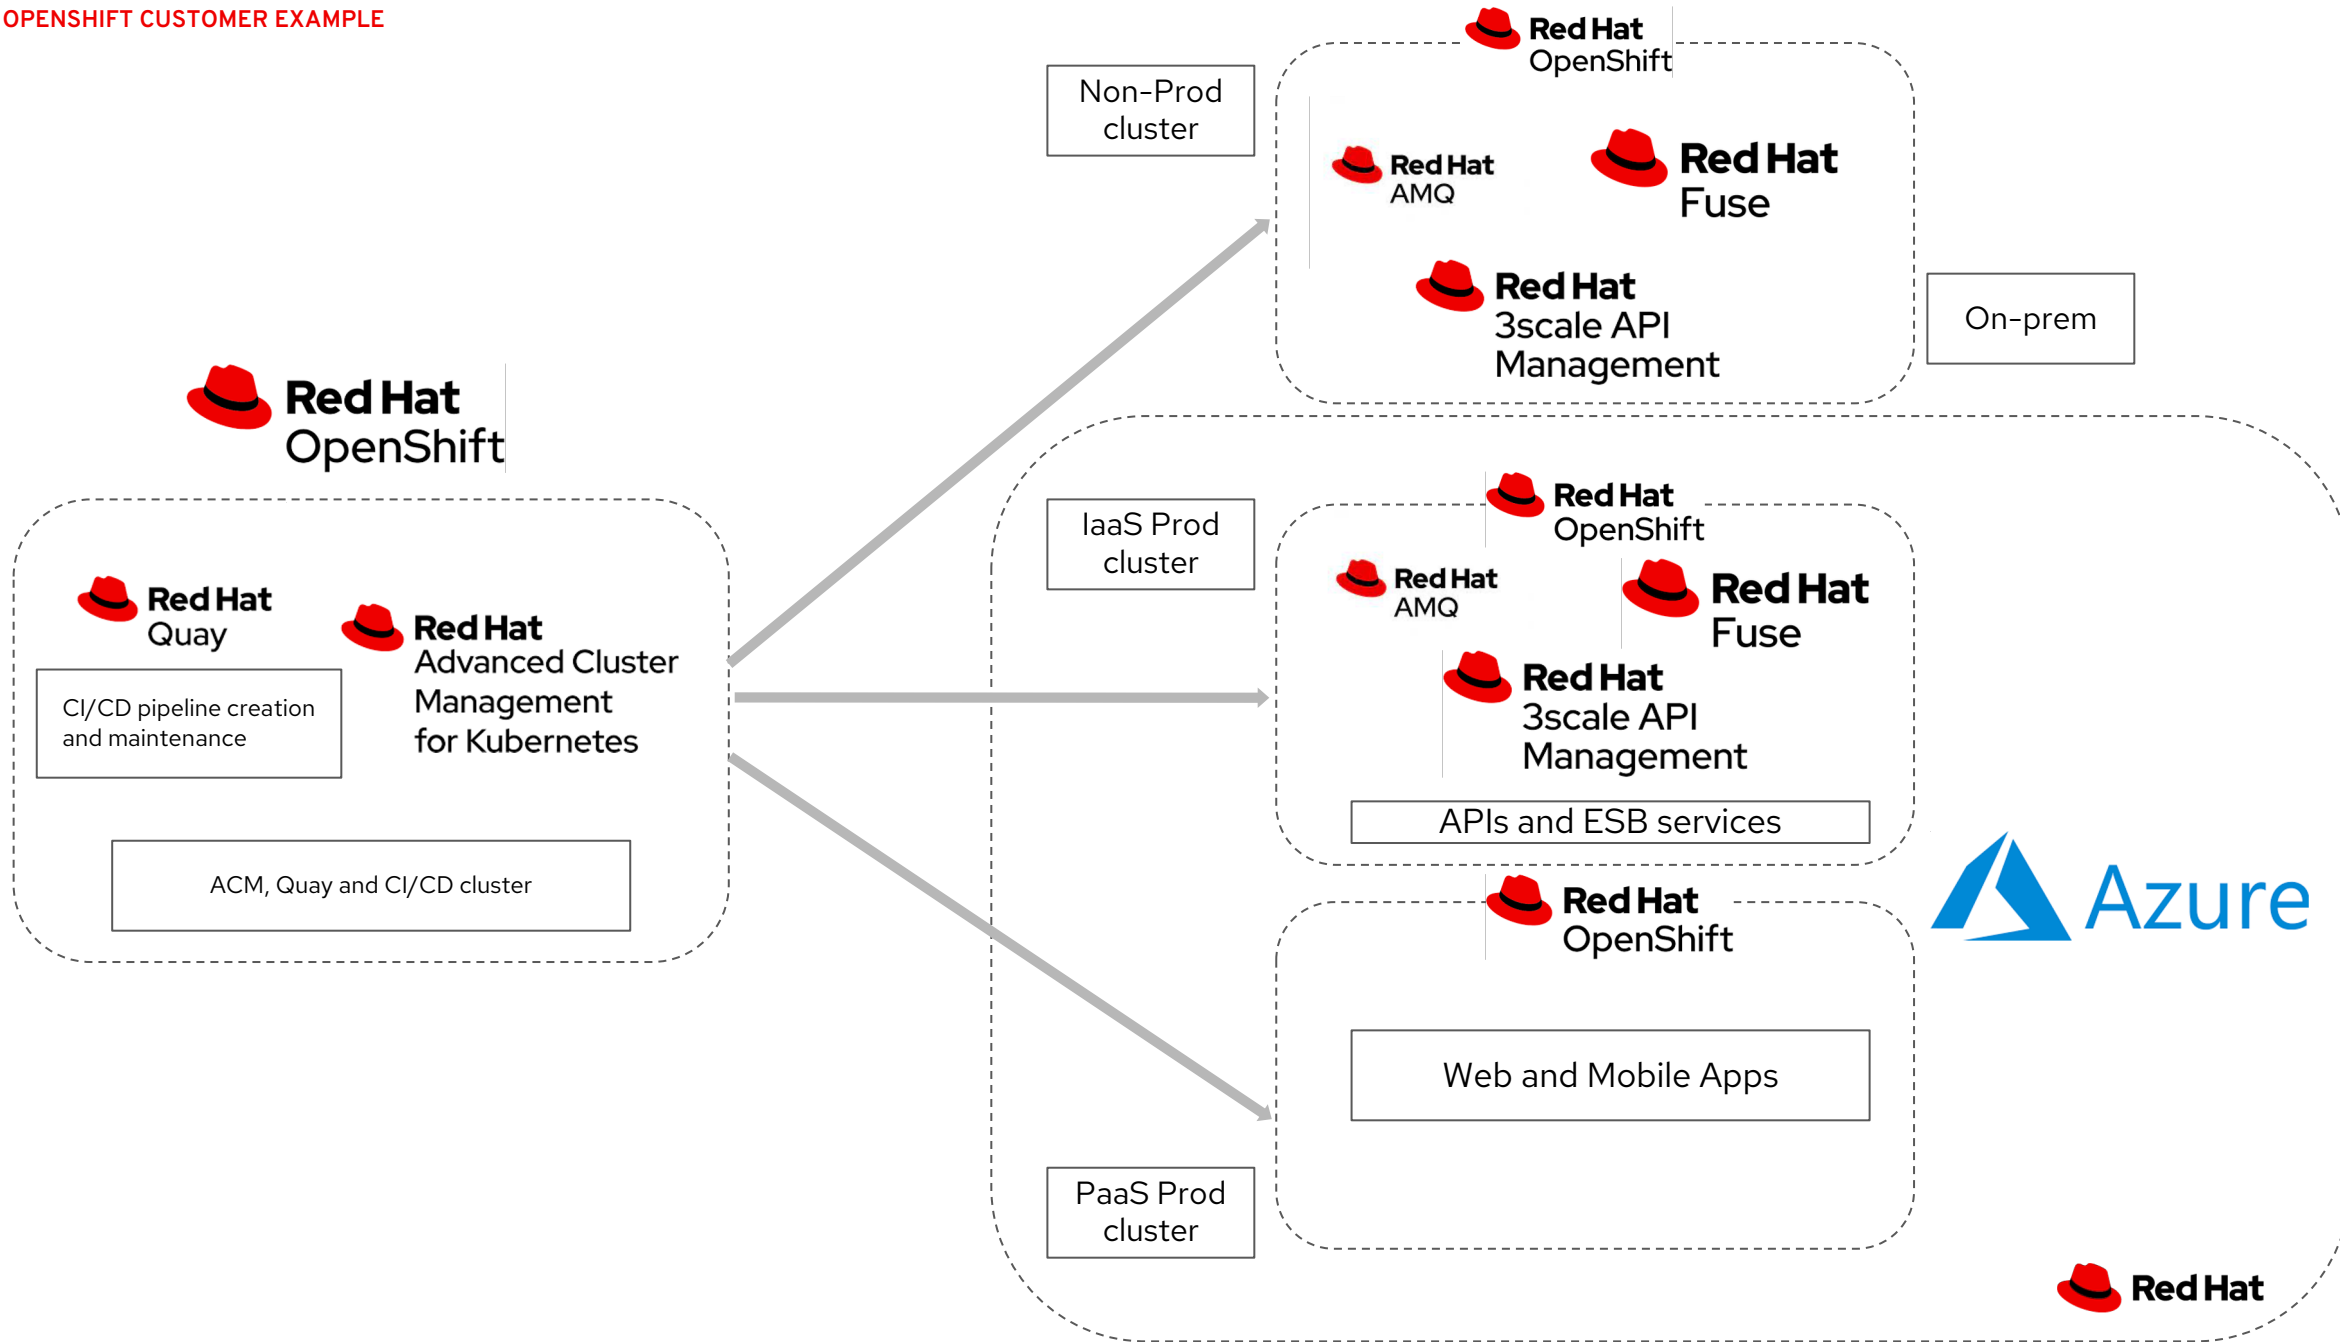 OPENSHIFT CUSTOMER EXAMPLE
Red Hat
OpenShift
Non-Prod
cluster
Red Hat
AMQ
Red Hat
Fuse
Red Hat
3scale API
Management
On-prem
Red Hat
OpenShift
Red Hat
Quay
CI/CD pipeline creation
and maintenance
Red Hat
Advanced Cluster
Management
for Kubernetes
ACM, Quay and CI/CD cluster
IaaS Prod
cluster
Red Hat
OpenShift
Red Hat
AMQ
Red Hat
Fuse
Red Hat
3scale API
Management
APIs and ESB services
Azure
Red Hat
OpenShift
Web and Mobile Apps
PaaS Prod
cluster
Red Hat